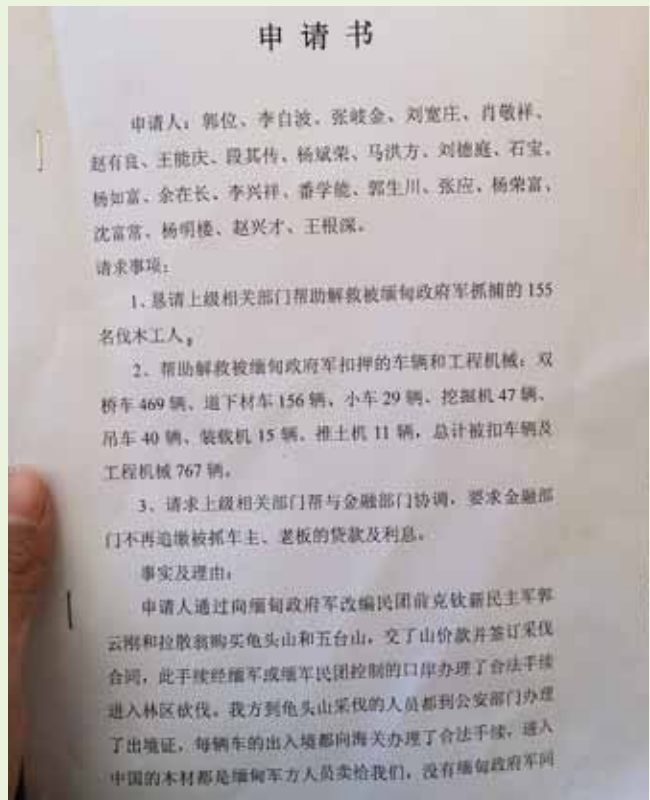 申请书
申请人：郭位、李自波、张岐金、刘宽庄、肖敬祥、
赵有良、王能庆、段其传、杨斌荣、马洪方、刘德庭、石宝、
杨如富、余在长、李兴祥、番学能、郭生川、张应、杨荣富、
沈富常、杨明楼、赵兴才、王根深。
请求事项：
1、恳请上级相关部门帮助解救被缅甸政府军抓捕的155
名伐木工人。
2、帮助解救被缅甸政府军扣押的车辆和工程机械：双
桥车469辆、道下材车156辆、小车29辆、挖掘机47辆、
吊车40辆、装载机15辆、推土机11辆，总计被扣车辆及
工程机械767辆。
3、请求上级相关部门帮与金融部门协调，要求金融部
门不再追缴被抓车主、老板的贷款及利息。
事实及理由：
申请人通过向缅甸政府军改编民团前克钦新民主军郭
云刚和拉散翁购买龟头山和五台山，交了山价款并签订采伐
合同，此手续经缅军或缅军民团控制的口岸办理了合法手续
进入林区砍伐。我方到龟头山采伐的人员都到公安部门办理
了出境证，每辆车的出入境都向海关办理了合法手续，进入
中国的木材都是缅甸军方人员卖给我们，没有缅甸政府军同